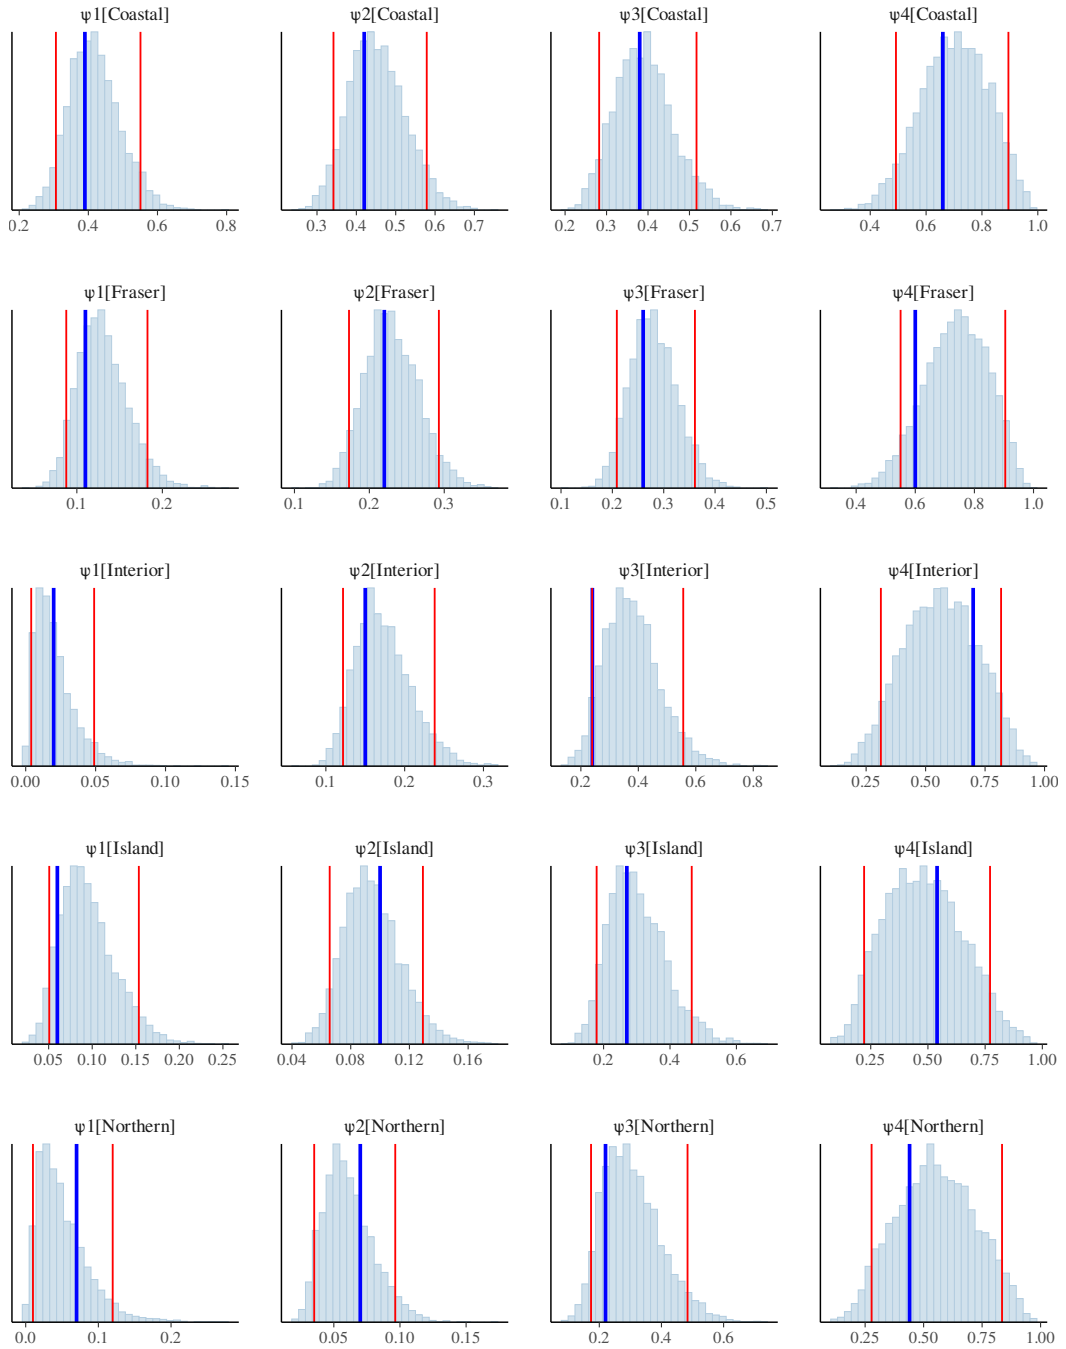 ψ1[Coastal] ψ2[Coastal] ψ3[Coastal] ψ4[Coastal]
0.2 0.4 0.6 0.8 0.3 0.4 0.5 0.6 0.7 0.2 0.3 0.4 0.5 0.6 0.7 0.4 0.6 0.8 1.0
ψ1[Fraser] ψ2[Fraser] ψ3[Fraser] ψ4[Fraser]
0.1 0.2 0.1 0.2 0.3 0.1 0.2 0.3 0.4 0.5 0.4 0.6 0.8 1.0
ψ1[Interior] ψ2[Interior] ψ3[Interior] ψ4[Interior]
0.00 0.05 0.10 0.15 0.1 0.2 0.3 0.2 0.4 0.6 0.8 0.25 0.50 0.75 1.00
ψ1[Island] ψ2[Island] ψ3[Island] ψ4[Island]
0.05 0.10 0.15 0.20 0.25 0.04 0.08 0.12 0.16 0.2 0.4 0.6 0.25 0.50 0.75 1.00
ψ1[Northern] ψ2[Northern] ψ3[Northern] ψ4[Northern]
0.0 0.1 0.2 0.05 0.10 0.15 0.2 0.4 0.6 0.25 0.50 0.75 1.00